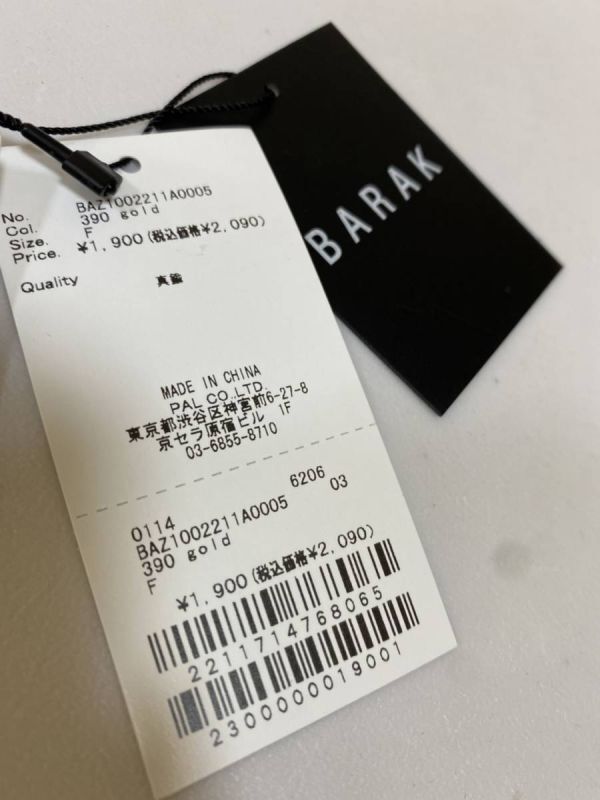 BARAK
No. BAZ1002211A0005
Col. 390 gold
Size. F
Price. ¥1,900(税込価格¥2,090)
Quality 真鍮
MADE IN CHINA
PAL CO.,LTD.
東京都渋谷区神宮前6-27-8
京セラ原宿ビル 1F
03-6855-8710
0114 6206
BAZ1002211A0005 03
390 gold
F
¥1,900(税込価格¥2,090)
2211714768065
2300000019001